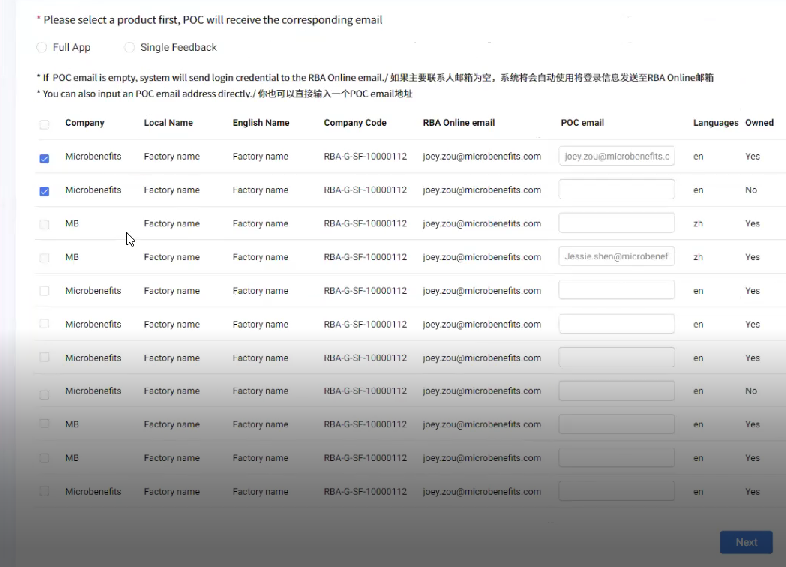 * Please select a product first, POC will receive the corresponding email
Full App Single Feedback
* If POC email is empty, system will send login credential to the RBA Online email./ 如果主要联系人邮箱为空，系统将会自动使用将登录信息发送至RBA Online邮箱
* You can also input an POC email address directly./ 你也可以直接输入一个POC email地址
Company Local Name English Name Company Code RBA Online email POC email Languages Owned
Microbenefits Factory name Factory name RBA-G-SF-10000112 joey.zou@microbenefits.com joey.zou@microbenefits.c en Yes
Microbenefits Factory name Factory name RBA-G-SF-10000112 joey.zou@microbenefits.com en No
MB Factory name Factory name RBA-G-SF-10000112 joey.zou@microbenefits.com zh Yes
MB Factory name Factory name RBA-G-SF-10000112 joey.zou@microbenefits.com Jessie.shen@microbenef zh Yes
Microbenefits Factory name Factory name RBA-G-SF-10000112 joey.zou@microbenefits.com en Yes
Microbenefits Factory name Factory name RBA-G-SF-10000112 joey.zou@microbenefits.com en Yes
Microbenefits Factory name Factory name RBA-G-SF-10000112 joey.zou@microbenefits.com en Yes
Microbenefits Factory name Factory name RBA-G-SF-10000112 joey.zou@microbenefits.com en No
MB Factory name Factory name RBA-G-SF-10000112 joey.zou@microbenefits.com en Yes
MB Factory name Factory name RBA-G-SF-10000112 joey.zou@microbenefits.com en Yes
Microbenefits Factory name Factory name RBA-G-SF-10000112 joey.zou@microbenefits.com en Yes
Next